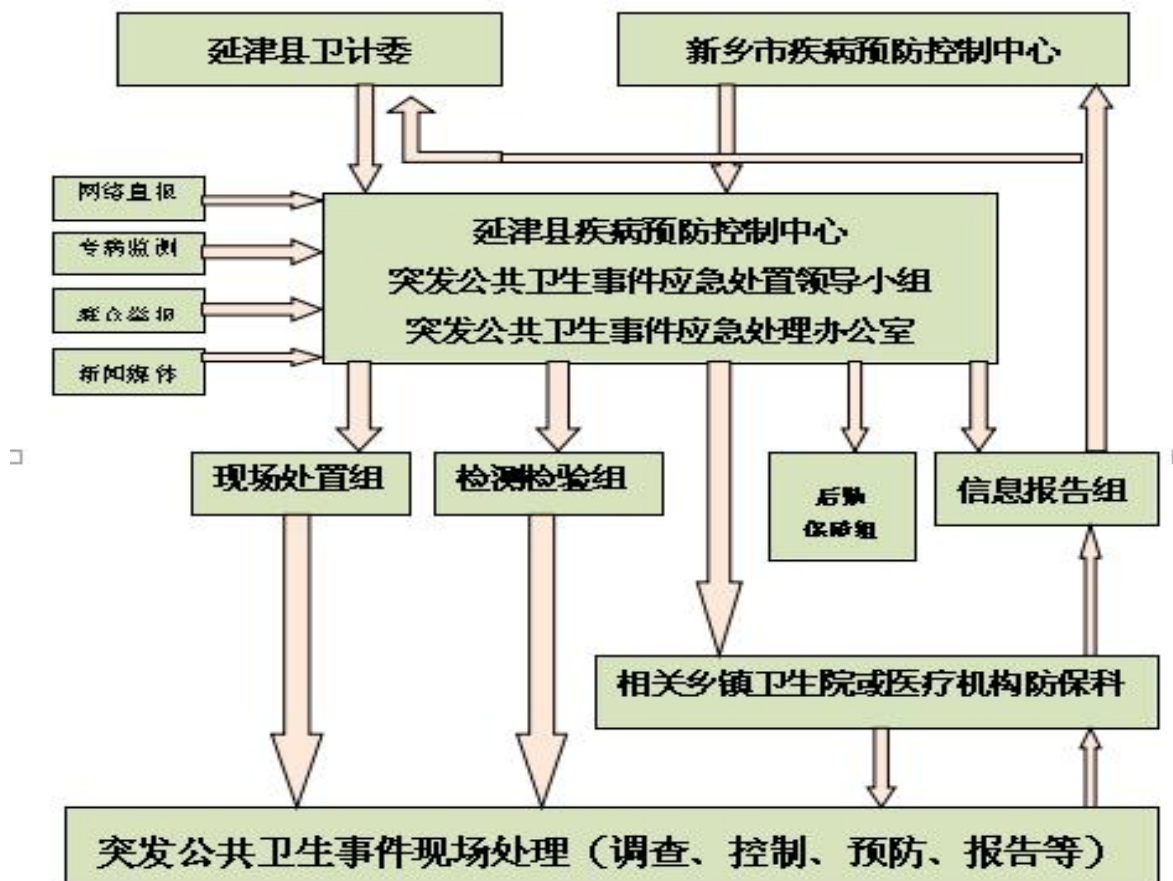 延津县卫计委
新乡市疾病预防控制中心
网络直报
专病监测
群众举报
新闻媒体
延津县疾病预防控制中心
突发公共卫生事件应急处置领导小组
突发公共卫生事件应急处理办公室
现场处置组
检测检验组
后勤
保障组
信息报告组
相关乡镇卫生院或医疗机构防保科
突发公共卫生事件现场处理（调查、控制、预防、报告等）